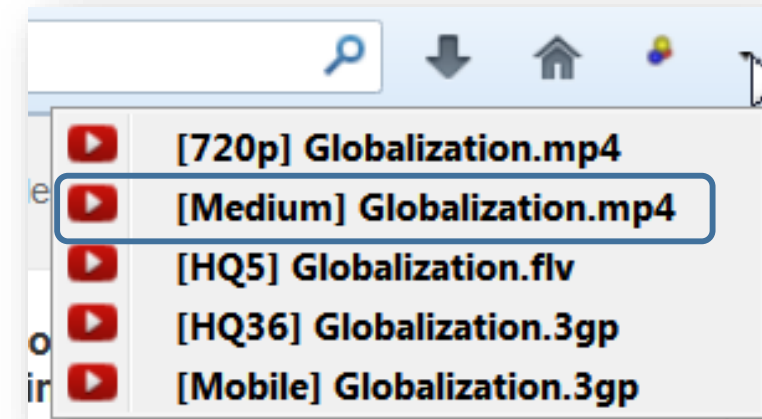 [720p] Globalization.mp4
[Medium] Globalization.mp4
[HQ5] Globalization.flv
[HQ36] Globalization.3gp
[Mobile] Globalization.3gp